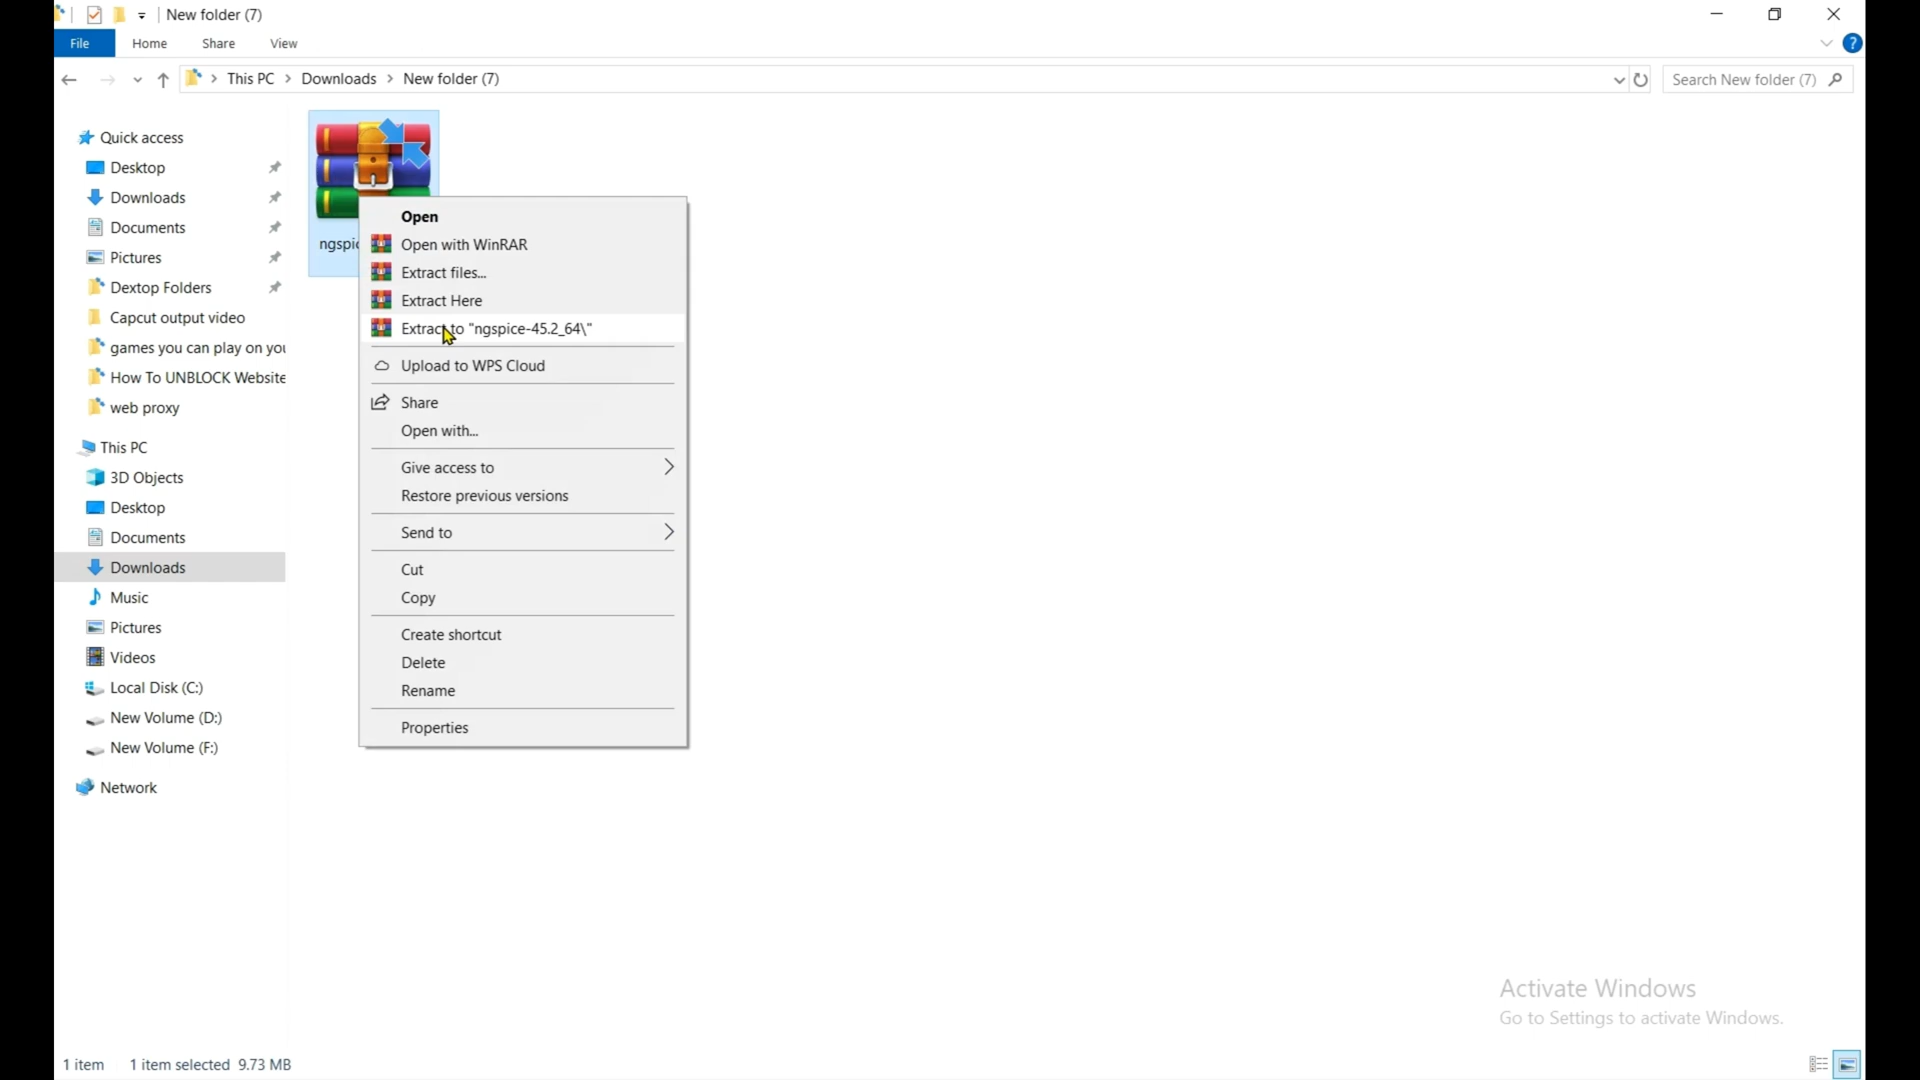 New folder (7)
File Home Share View
This PC > Downloads > New folder (7)
Search New folder (7)
Quick access
Desktop
Downloads
Documents
Pictures
Dextop Folders
Capcut output video
games you can play on you
How To UNBLOCK Website
web proxy
This PC
3D Objects
Desktop
Documents
Downloads
Music
Pictures
Videos
Local Disk (C:)
New Volume (D:)
New Volume (F:)
Network
ngspic
Open
Open with WinRAR
Extract files...
Extract Here
Extract to "ngspice-45.2_64\"
Upload to WPS Cloud
Share
Open with...
Give access to
Restore previous versions
Send to
Cut
Copy
Create shortcut
Delete
Rename
Properties
Activate Windows
Go to Settings to activate Windows.
1 item 1 item selected 9.73 MB